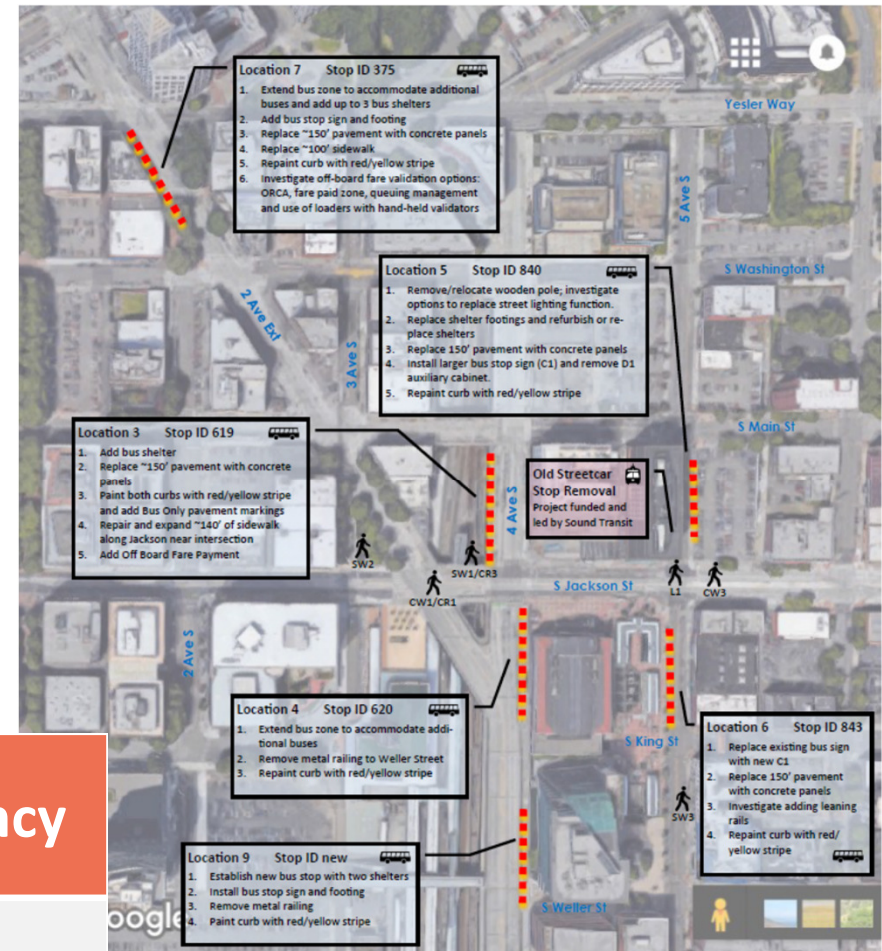 Location 7 Stop ID 375
1. Extend bus zone to accommodate additional
buses and add up to 3 bus shelters
2. Add bus stop sign and footing
3. Replace ~150' pavement with concrete panels
4. Replace ~100' sidewalk
5. Repaint curb with red/yellow stripe
6. Investigate off-board fare validation options:
ORCA, fare paid zone, queuing management
and use of loaders with hand-held validators
Yesler Way
5 Ave S
Location 5 Stop ID 840
1. Remove/relocate wooden pole; investigate
options to replace street lighting function.
2. Replace shelter footings and refurbish or re-
place shelters
3. Replace 150' pavement with concrete panels
4. Install larger bus stop sign (C1) and remove D1
auxiliary cabinet.
5. Repaint curb with red/yellow stripe
S Washington St
2 Ave Ext
3 Ave S
S Main St
Location 3 Stop ID 619
1. Add bus shelter
2. Replace ~150' pavement with concrete
panels
3. Paint both curbs with red/yellow stripe
and add Bus Only pavement markings
4. Repair and expand ~140' of sidewalk
along Jackson near intersection
5. Add Off Board Fare Payment
4 Ave S
Old Streetcar
Stop Removal
Project funded and
led by Sound Transit
SW2
SW1/CR3
CW1/CR1
S Jackson St
L1
CW3
2 Ave S
Location 4 Stop ID 620
1. Extend bus zone to accommodate addi-
tional buses
2. Remove metal railing to Weller Street
3. Repaint curb with red/yellow stripe
S King St
SW3
Location 6 Stop ID 843
1. Replace existing bus sign
with new C1
2. Replace 150' pavement
with concrete panels
3. Investigate adding leaning
rails
4. Repaint curb with red/
yellow stripe
ncy
Location 9 Stop ID new
1. Establish new bus stop with two shelters
2. Install bus stop sign and footing
3. Remove metal railing
4. Paint curb with red/yellow stripe
oogle
S Weller St